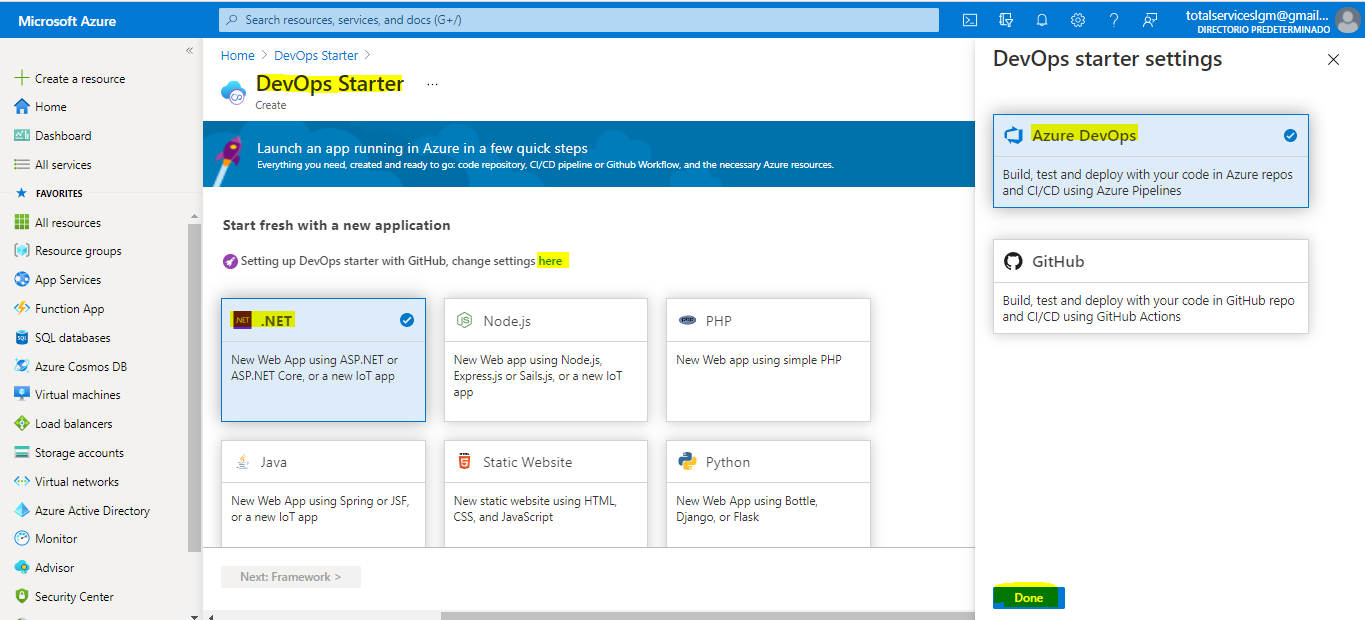 Microsoft Azure
Search resources, services, and docs (G+/)
totalserviceslgm@gmail....
DIRECTORIO PREDETERMINADO
«
Create a resource
Home
Dashboard
All services
FAVORITES
All resources
Resource groups
App Services
Function App
SQL databases
Azure Cosmos DB
Virtual machines
Load balancers
Storage accounts
Virtual networks
Azure Active Directory
Monitor
Advisor
Security Center
Home > DevOps Starter >
DevOps Starter ...
Create
Launch an app running in Azure in a few quick steps
Everything you need, created and ready to go: code repository, CI/CD pipeline or Github Workflow, and the necessary Azure resources.
Start fresh with a new application
Setting up DevOps starter with GitHub, change settings here
.NET
New Web App using ASP.NET or
ASP.NET Core, or a new IoT app
Node.js
New Web app using Node.js,
Express.js or Sails.js, or a new IoT
app
PHP
New Web app using simple PHP
Java
New Web App using Spring or JSF,
or a new IoT app
Static Website
New static website using HTML,
CSS, and JavaScript
Python
New Web App using Bottle,
Django, or Flask
Next: Framework >
DevOps starter settings
Azure DevOps
Build, test and deploy with your code in Azure repos
and CI/CD using Azure Pipelines
GitHub
Build, test and deploy with your code in GitHub repo
and CI/CD using GitHub Actions
Done